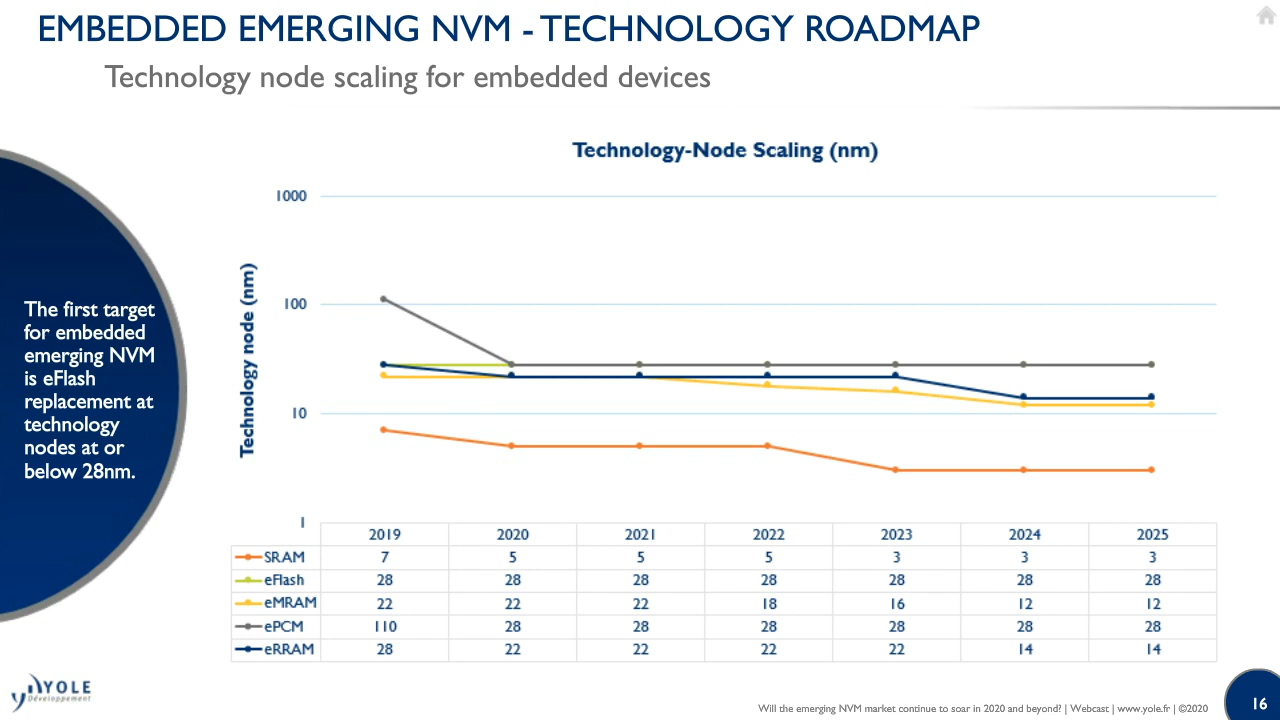 EMBEDDED EMERGING NVM - TECHNOLOGY ROADMAP
Technology node scaling for embedded devices
The first target
for embedded
emerging NVM
is eFlash
replacement at
technology
nodes at or
below 28nm.
Technology-Node Scaling (nm)
Technology node (nm)
1000
100
10
1
2019 2020 2021 2022 2023 2024 2025
SRAM 7 5 5 5 3 3 3
eFlash 28 28 28 28 28 28 28
eMRAM 22 22 22 18 16 12 12
ePCM 110 28 28 28 28 28 28
eRRAM 28 22 22 22 22 14 14
YOLE
Développement
Will the emerging NVM market continue to soar in 2020 and beyond? | Webcast | www.yole.fr | ©2020
16